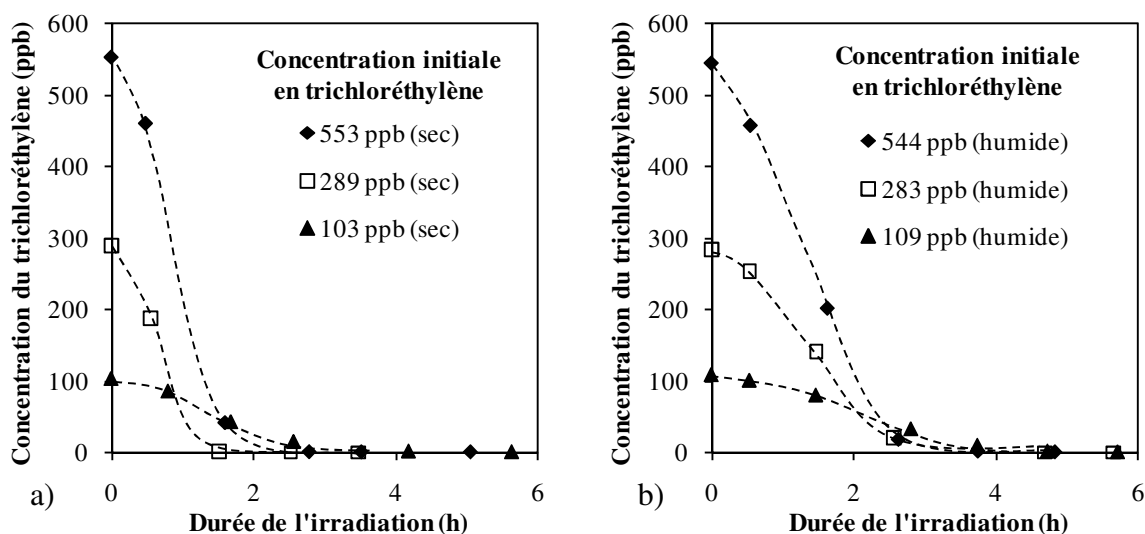 Concentration du trichloréthylène (ppb)
600
500
400
300
200
100
0
Concentration initiale
en trichloréthylène
553 ppb (sec)
289 ppb (sec)
103 ppb (sec)
0
2
4
6
Durée de l'irradiation (h)
a)
Concentration du trichloréthylène (ppb)
600
500
400
300
200
100
0
Concentration initiale
en trichloréthylène
544 ppb (humide)
283 ppb (humide)
109 ppb (humide)
0
2
4
6
Durée de l'irradiation (h)
b)